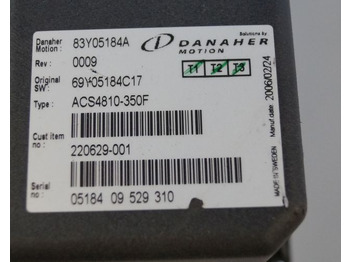 Danaher Motion : 83Y05184A
Solutions by
DANAHER
MOTION
Rev : 0009
T1 T2 T3
Original SW: 69Y05184C17
Type : ACS4810-350F
Cust item no : 220629-001
Serial no : 05184 09 529 310
Manuf.date 2006/02/24
MADE IN SWEDEN